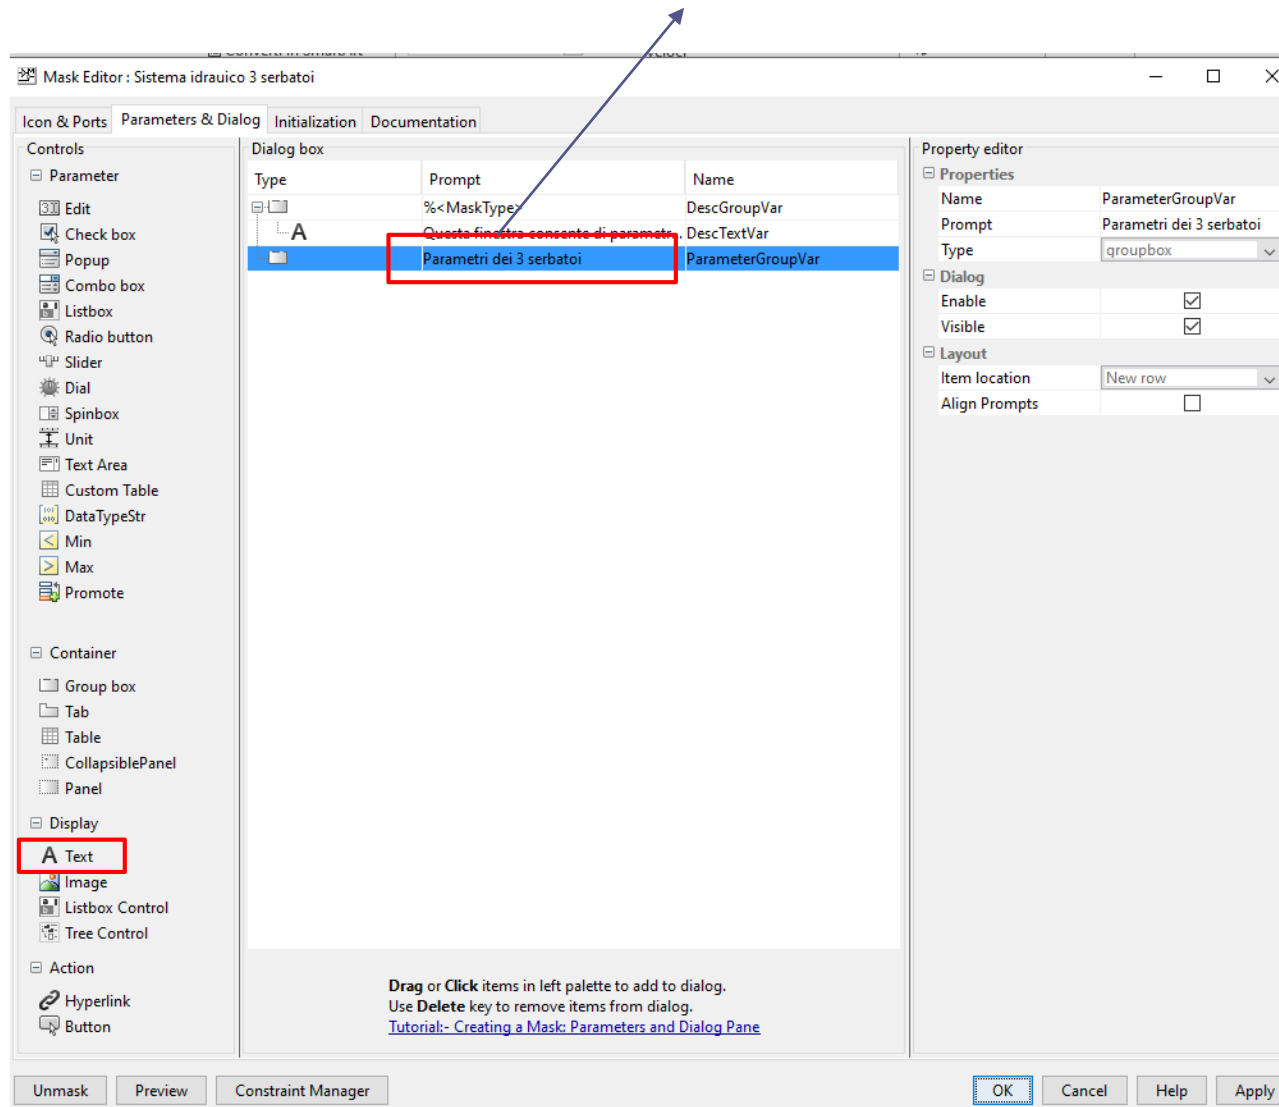 Mask Editor : Sistema idrauico 3 serbatoi
Icon & Ports Parameters & Dialog Initialization Documentation
Controls
Parameter
Edit
Check box
Popup
Combo box
Listbox
Radio button
Slider
Dial
Spinbox
Unit
Text Area
Custom Table
DataTypeStr
Min
Max
Promote
Container
Group box
Tab
Table
CollapsiblePanel
Panel
Display
A Text
Image
Listbox Control
Tree Control
Action
Hyperlink
Button
Dialog box
Type Prompt Name
%<MaskType> DescGroupVar
A Questa finestra consente di parametr... DescTextVar
Parametri dei 3 serbatoi ParameterGroupVar
Drag or Click items in left palette to add to dialog.
Use Delete key to remove items from dialog.
Tutorial:- Creating a Mask: Parameters and Dialog Pane
Property editor
Properties
Name ParameterGroupVar
Prompt Parametri dei 3 serbatoi
Type groupbox
Dialog
Enable
Visible
Layout
Item location New row
Align Prompts
Unmask Preview Constraint Manager OK Cancel Help Apply